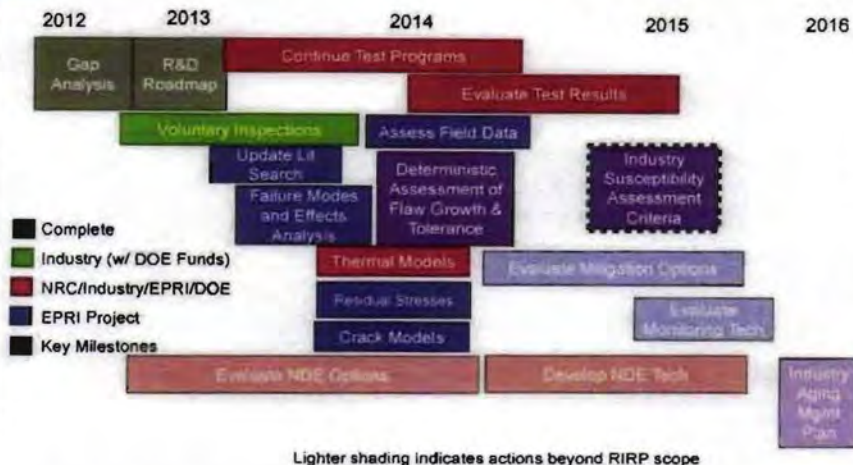 2012 2013 2014 2015 2016
Gap
Analysis
R&D
Roadmap
Continue Test Programs
Evaluate Test Results
Voluntary Inspections
Assess Field Data
Update Lit
Search
Deterministic
Assessment of
Flaw Growth &
Tolerance
Industry
Susceptibility
Assessment
Criteria
Failure Modes
and Effects
Analysis
Complete
Industry (w/ DOE Funds)
NRC/Industry/EPRI/DOE
EPRI Project
Key Milestones
Thermal Models
Evaluate Mitigation Options
Residual Stresses
Evaluate
Monitoring Tech
Crack Models
Evaluate NDE Options
Develop NDE Tech
Industry
Aging
Mgmt
Plan
Lighter shading indicates actions beyond RIRP scope